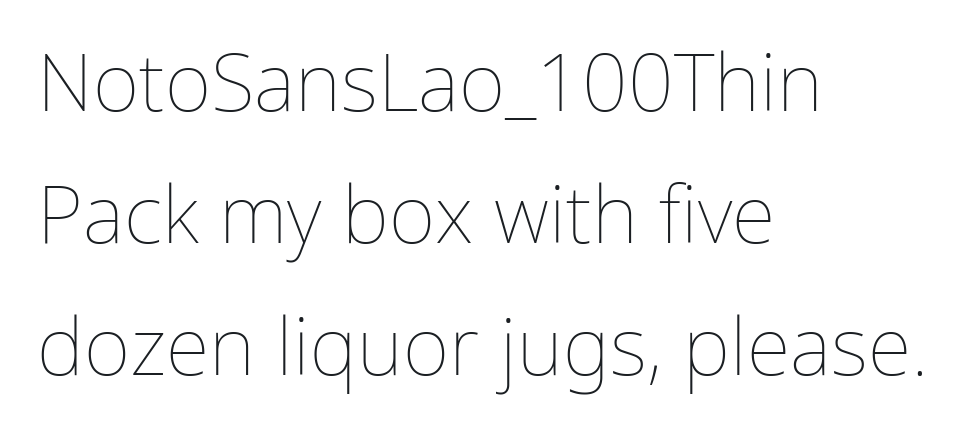 NotoSansLao_100Thin
Pack my box with five
dozen liquor jugs, please.